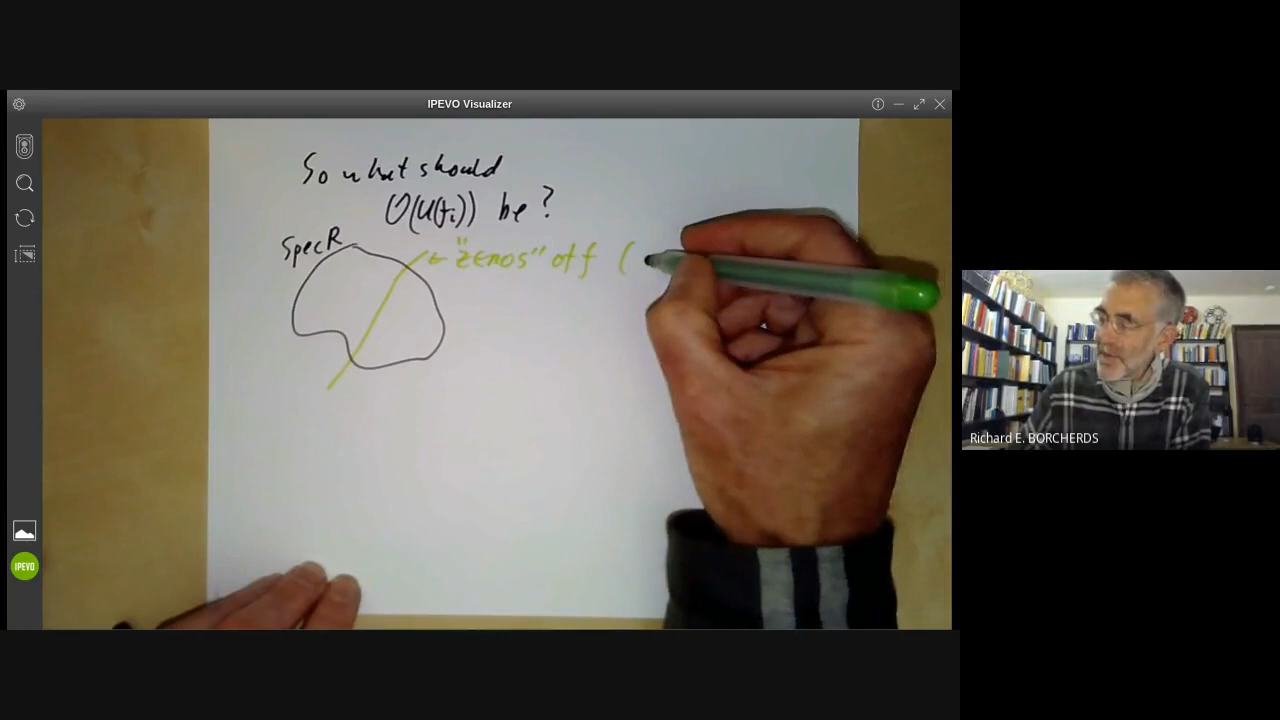 IPEVO Visualizer
So what should
O(U(fᵢ)) be?
Spec R
← "zeros" of f (
IPEVO
Richard E. BORCHERDS